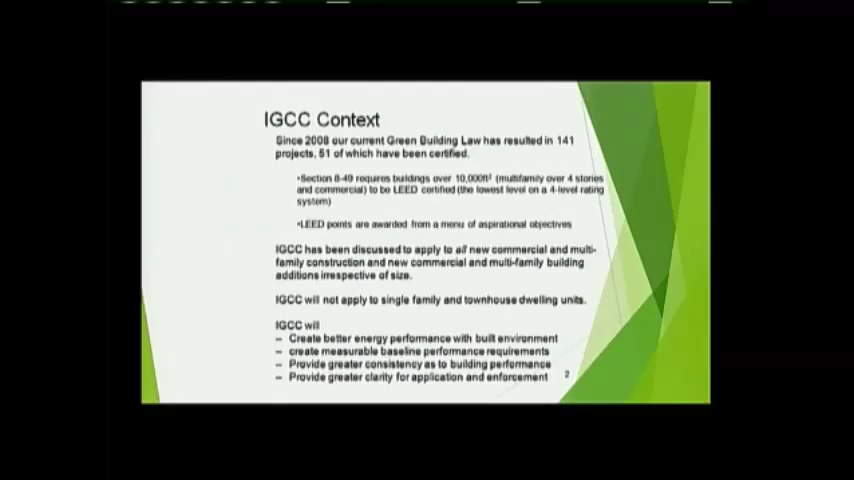 IGCC Context
Since 2008 our current Green Building Law has resulted in 141
projects, 51 of which have been certified.
•Section 8-49 requires buildings over 10,000ft² (multifamily over 4 stories
and commercial) to be LEED certified (the lowest level on a 4-level rating
system)
•LEED points are awarded from a menu of aspirational objectives
IGCC has been discussed to apply to all new commercial and multi-
family construction and new commercial and multi-family building
additions irrespective of size.
IGCC will not apply to single family and townhouse dwelling units.
IGCC will
– Create better energy performance with built environment
– create measurable baseline performance requirements
– Provide greater consistency as to building performance
– Provide greater clarity for application and enforcement
2